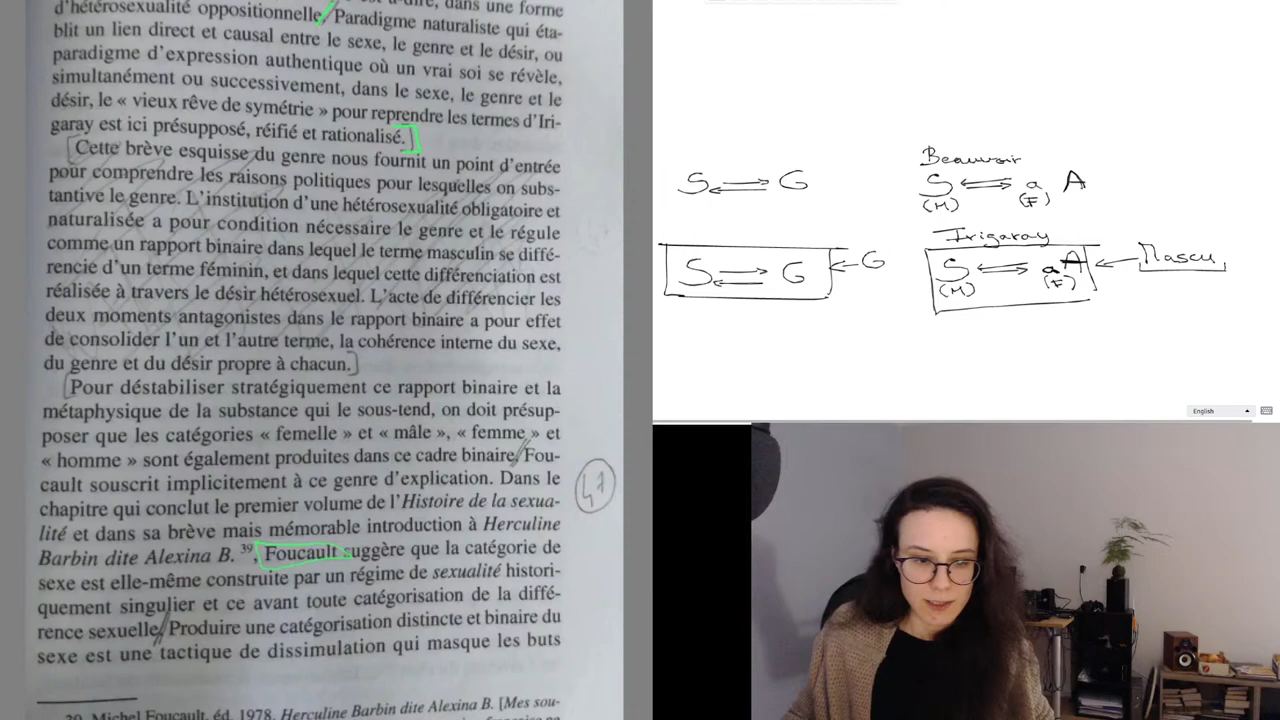 d'hétérosexualité oppositionnelle. Paradigme naturaliste qui éta-
blit un lien direct et causal entre le sexe, le genre et le désir, ou
paradigme d'expression authentique où un vrai soi se révèle,
simultanément ou successivement, dans le sexe, le genre et le
désir, le « vieux rêve de symétrie » pour reprendre les termes d'Iri-
garay est ici présupposé, réifié et rationalisé.]
[Cette brève esquisse du genre nous fournit un point d'entrée
pour comprendre les raisons politiques pour lesquelles on subs-
tantive le genre. L'institution d'une hétérosexualité obligatoire et
naturalisée a pour condition nécessaire le genre et le régule
comme un rapport binaire dans lequel le terme masculin se diffé-
rencie d'un terme féminin, et dans lequel cette différenciation est
réalisée à travers le désir hétérosexuel. L'acte de différencier les
deux moments antagonistes dans le rapport binaire a pour effet
de consolider l'un et l'autre terme, la cohérence interne du sexe,
du genre et du désir propre à chacun.]
[Pour déstabiliser stratégiquement ce rapport binaire et la
métaphysique de la substance qui le sous-tend, on doit présup-
poser que les catégories « femelle » et « mâle », « femme » et
« homme » sont également produites dans ce cadre binaire. Fou-
cault souscrit implicitement à ce genre d'explication. Dans le
chapitre qui conclut le premier volume de l'Histoire de la sexua-
lité et dans sa brève mais mémorable introduction à Herculine
Barbin dite Alexina B. 39, Foucault suggère que la catégorie de
sexe est elle-même construite par un régime de sexualité histori-
quement singulier et ce avant toute catégorisation de la diffé-
rence sexuelle. Produire une catégorisation distincte et binaire du
sexe est une tactique de dissimulation qui masque les buts
47
39. Michel Foucault, éd. 1978, Herculine Barbin dite Alexina B. [Mes sou-
S ⇄ G
S ⇄ G ← G
Beauvoir
S ⇄ a A
(M) (F)
Irigaray
S ⇄ a A ← Mascu
(M) (F)
English